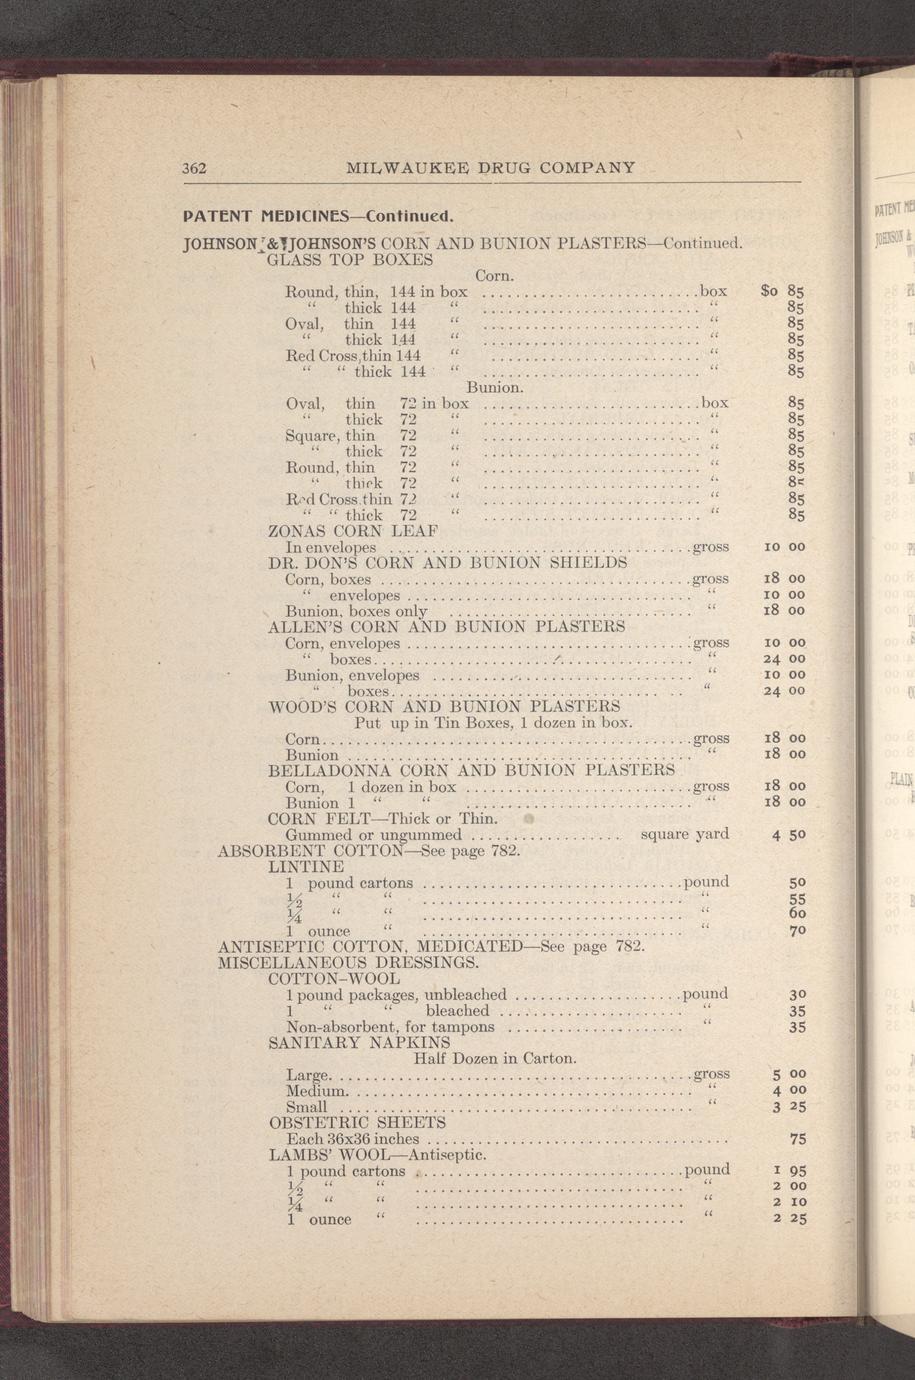 362 MILWAUKEE DRUG COMPANY
PATENT MEDICINES—Continued.
JOHNSON & JOHNSON'S CORN AND BUNION PLASTERS—Continued.
GLASS TOP BOXES
Corn.
Round, thin, 144 in box ..........................box $0 85
" thick 144 " .......................... " 85
Oval, thin 144 " .......................... " 85
" thick 144 " .......................... " 85
Red Cross, thin 144 " ......................... " 85
" " thick 144 " .......................... " 85
Bunion.
Oval, thin 72 in box ..........................box 85
" thick 72 " .......................... " 85
Square, thin 72 " .......................... " 85
" thick 72 " .......................... " 85
Round, thin 72 " .......................... " 85
" thick 72 " .......................... " 85
Red Cross, thin 72 " .......................... " 85
" " thick 72 " .......................... " 85
ZONAS CORN LEAF
In envelopes ....................................gross 10 00
DR. DON'S CORN AND BUNION SHIELDS
Corn, boxes .....................................gross 18 00
" envelopes .................................. " 10 00
Bunion, boxes only ............................. " 18 00
ALLEN'S CORN AND BUNION PLASTERS
Corn, envelopes ..................................gross 10 00
" boxes...................................... " 24 00
Bunion, envelopes ............................... " 10 00
" boxes................................ .. " 24 00
WOOD'S CORN AND BUNION PLASTERS
Put up in Tin Boxes, 1 dozen in box.
Corn............................................gross 18 00
Bunion ......................................... " 18 00
BELLADONNA CORN AND BUNION PLASTERS
Corn, 1 dozen in box ...........................gross 18 00
Bunion 1 " " ........................... " 18 00
CORN FELT—Thick or Thin.
Gummed or ungummed .................. square yard 4 50
ABSORBENT COTTON—See page 782.
LINTINE
1 pound cartons ...............................pound 50
½ " " ............................... " 55
¼ " " ............................... " 60
1 ounce " ............................... " 70
ANTISEPTIC COTTON, MEDICATED—See page 782.
MISCELLANEOUS DRESSINGS.
COTTON-WOOL
1 pound packages, unbleached ....................pound 30
1 " " bleached ...................... " 35
Non-absorbent, for tampons ..................... " 35
SANITARY NAPKINS
Half Dozen in Carton.
Large...........................................gross 5 00
Medium......................................... " 4 00
Small .......................................... " 3 25
OBSTETRIC SHEETS
Each 36x36 inches .................................... 75
LAMBS' WOOL—Antiseptic.
1 pound cartons ................................pound 1 95
½ " " ................................ " 2 00
¼ " " ................................ " 2 10
1 ounce " ................................ " 2 25
PATENT
JOHNSON &
PLAIN